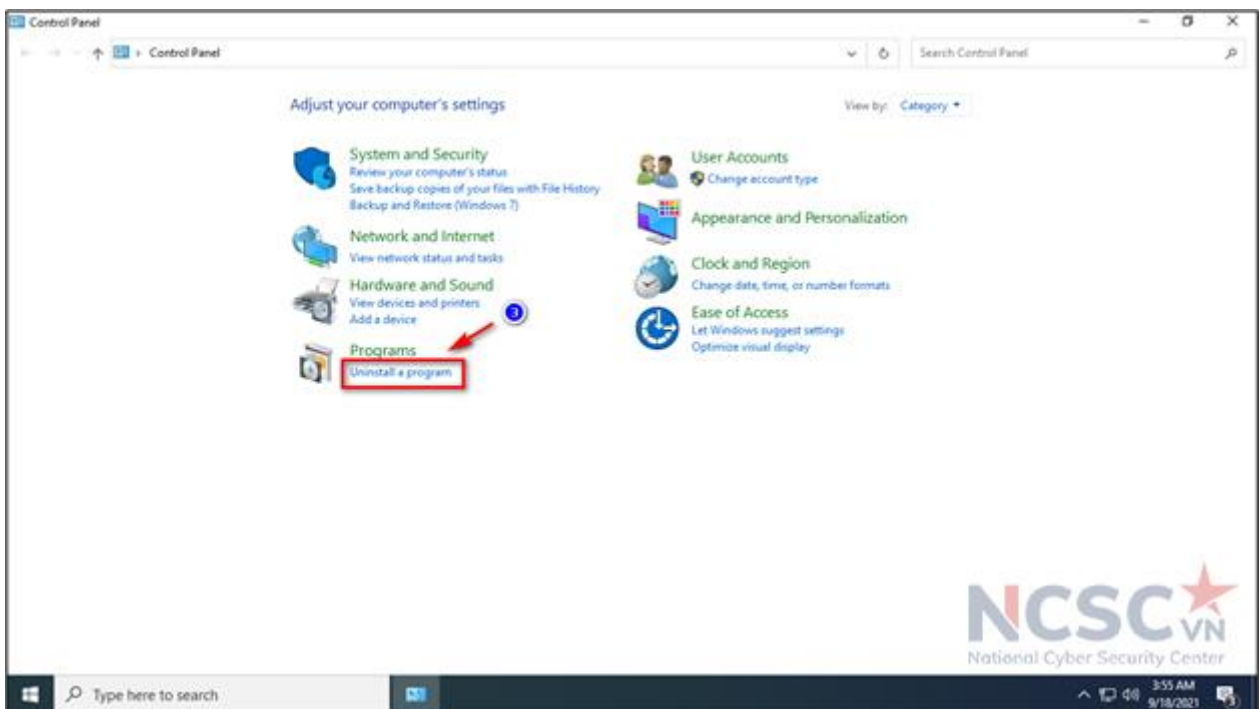 Control Panel
Control Panel
Search Control Panel
Adjust your computer's settings
View by: Category
System and Security
Review your computer's status
Save backup copies of your files with File History
Backup and Restore (Windows 7)
Network and Internet
View network status and tasks
Hardware and Sound
View devices and printers
Add a device
3
Programs
Uninstall a program
User Accounts
Change account type
Appearance and Personalization
Clock and Region
Change date, time, or number formats
Ease of Access
Let Windows suggest settings
Optimize visual display
NCSC VN
National Cyber Security Center
Type here to search
3:55 AM
9/18/2021